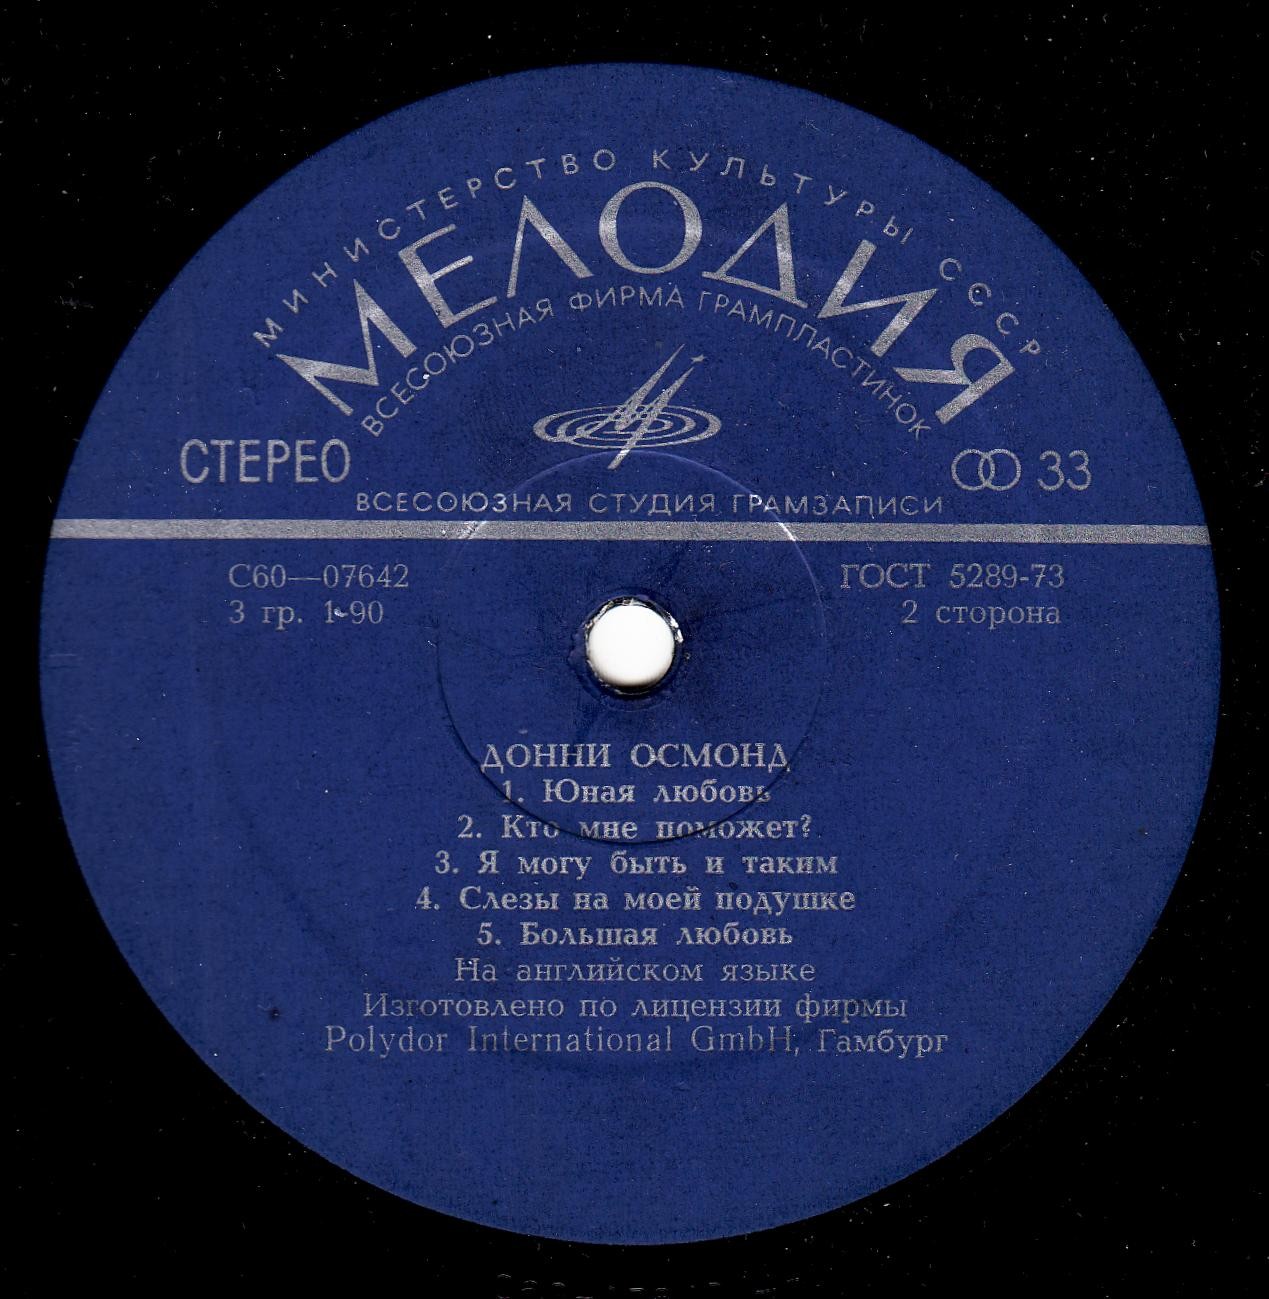 МИНИСТЕРСТВО КУЛЬТУРЫ СССР
МЕЛОДИЯ
ВСЕСОЮЗНАЯ ФИРМА ГРАМПЛАСТИНОК
СТЕРЕО
33
ВСЕСОЮЗНАЯ СТУДИЯ ГРАМЗАПИСИ
С60—07642
ГОСТ 5289-73
3 гр. 1-90
2 сторона
ДОННИ ОСМОНД
1. Юная любовь
2. Кто мне поможет?
3. Я могу быть и таким
4. Слезы на моей подушке
5. Большая любовь
На английском языке
Изготовлено по лицензии фирмы
Polydor International GmbH, Гамбург